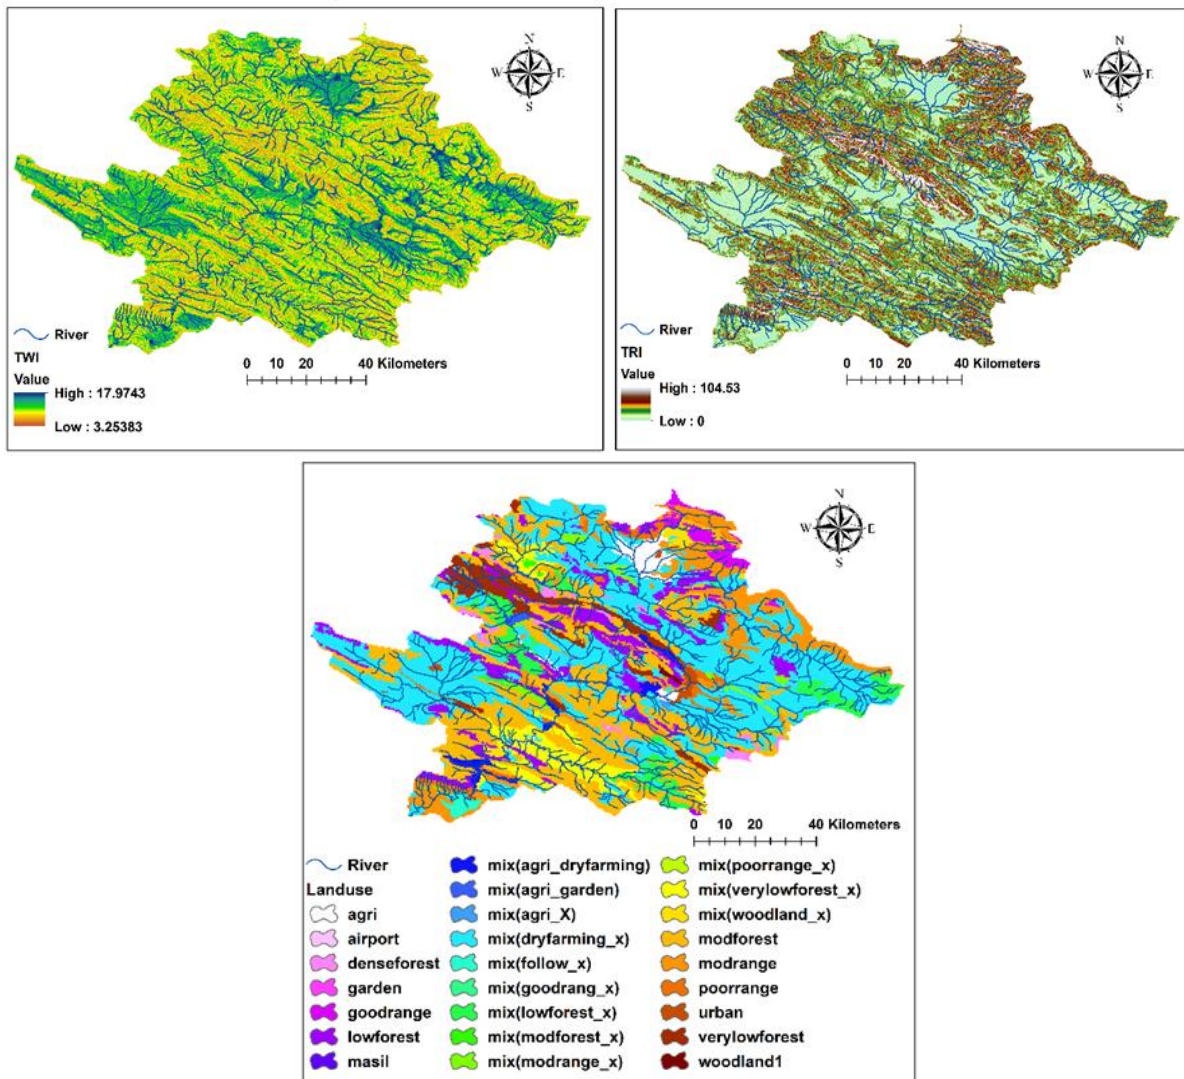 N
W E
S
River
TWI
Value
High : 17.9743
Low : 3.25383
0 10 20 40 Kilometers
N
W E
S
River
TRI
Value
High : 104.53
Low : 0
0 10 20 40 Kilometers
N
W E
S
0 10 20 40 Kilometers
River
Landuse
agri
airport
denseforest
garden
goodrange
lowforest
masil
mix(agri_dryfarming)
mix(agri_garden)
mix(agri_X)
mix(dryfarming_x)
mix(follow_x)
mix(goodrang_x)
mix(lowforest_x)
mix(modforest_x)
mix(modrange_x)
mix(poorrange_x)
mix(verylowforest_x)
mix(woodland_x)
modforest
modrange
poorrange
urban
verylowforest
woodland1